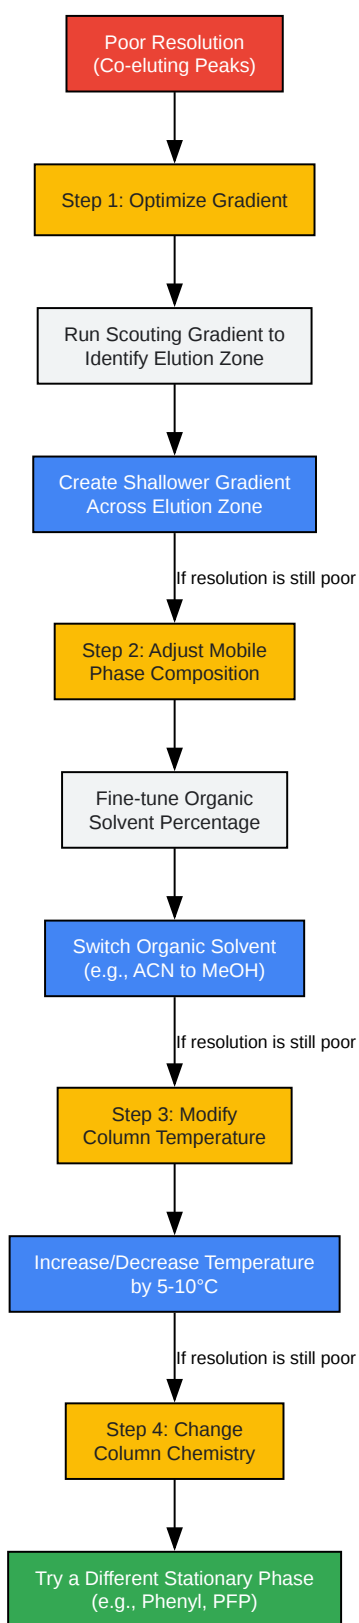 Poor Resolution
(Co-eluting Peaks)
Step 1: Optimize Gradient
Run Scouting Gradient to
Identify Elution Zone
Create Shallower Gradient
Across Elution Zone
If resolution is still poor
Step 2: Adjust Mobile
Phase Composition
Fine-tune Organic
Solvent Percentage
Switch Organic Solvent
(e.g., ACN to MeOH)
If resolution is still poor
Step 3: Modify
Column Temperature
Increase/Decrease Temperature
by 5-10°C
If resolution is still poor
Step 4: Change
Column Chemistry
Try a Different Stationary Phase
(e.g., Phenyl, PFP)